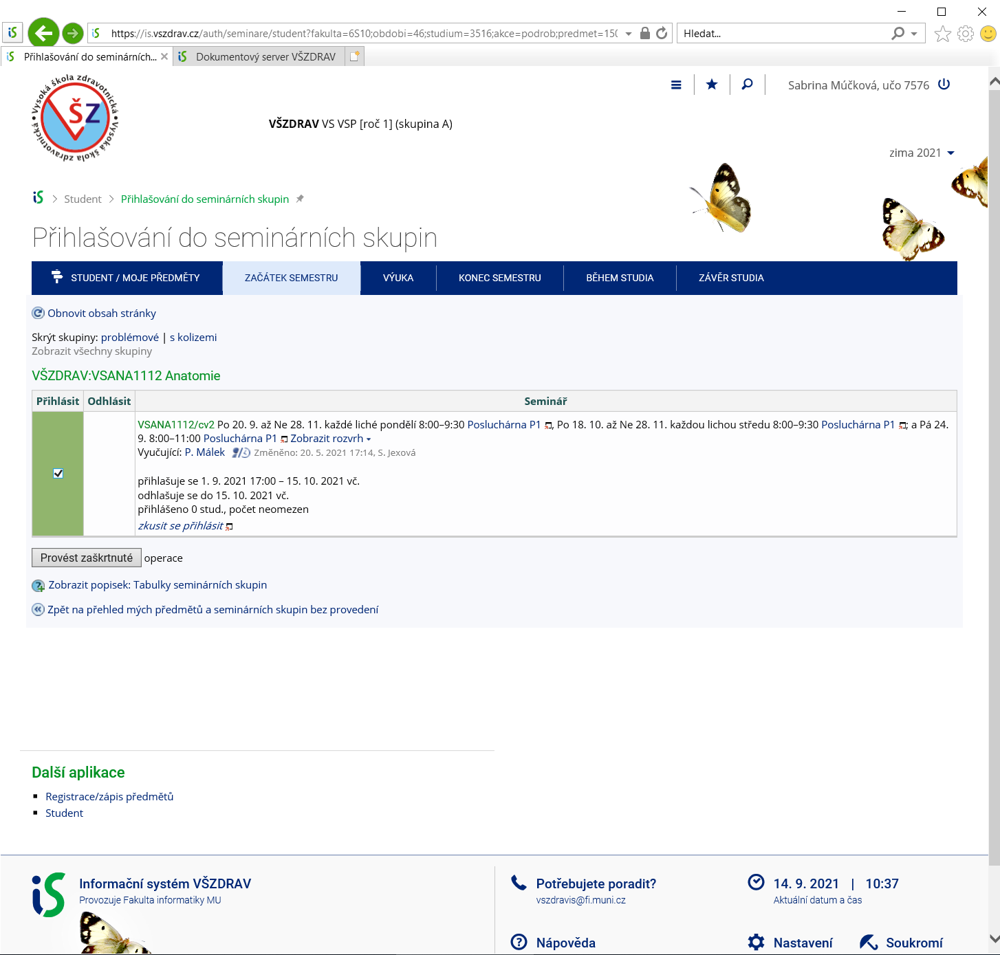 https://is.vszdrav.cz/auth/seminare/student?fakulta=6S10;obdobi=46;studium=3516;akce=podrob;predmet=150
Hledat...
Přihlašování do seminárních...
Dokumentový server VŠZDRAV
Vysoká škola zdravotnická • Vysoká škola zdravotnická •
VŠZ
Sabrina Múčková, učo 7576
VŠZDRAV VS VSP [roč 1] (skupina A)
zima 2021
Student
Přihlašování do seminárních skupin
Přihlašování do seminárních skupin
STUDENT / MOJE PŘEDMĚTY
ZAČÁTEK SEMESTRU
VÝUKA
KONEC SEMESTRU
BĚHEM STUDIA
ZÁVĚR STUDIA
Obnovit obsah stránky
Skrýt skupiny: problémové | s kolizemi
Zobrazit všechny skupiny
VŠZDRAV:VSANA1112 Anatomie
Přihlásit Odhlásit Seminář
VSANA1112/cv2 Po 20. 9. až Ne 28. 11. každé liché pondělí 8:00–9:30 Posluchárna P1, Po 18. 10. až Ne 28. 11. každou lichou středu 8:00–9:30 Posluchárna P1; a Pá 24.
9. 8:00–11:00 Posluchárna P1 Zobrazit rozvrh
Vyučující: P. Málek Změněno: 20. 5. 2021 17:14, S. Jexová
přihlašuje se 1. 9. 2021 17:00 – 15. 10. 2021 vč.
odhlašuje se do 15. 10. 2021 vč.
přihlášeno 0 stud., počet neomezen
zkusit se přihlásit
Provést zaškrtnuté operace
Zobrazit popisek: Tabulky seminárních skupin
Zpět na přehled mých předmětů a seminárních skupin bez provedení
Další aplikace
Registrace/zápis předmětů
Student
Informační systém VŠZDRAV
Provozuje Fakulta informatiky MU
Potřebujete poradit?
vszdravis@fi.muni.cz
14. 9. 2021 | 10:37
Aktuální datum a čas
Nápověda
Nastavení
Soukromí